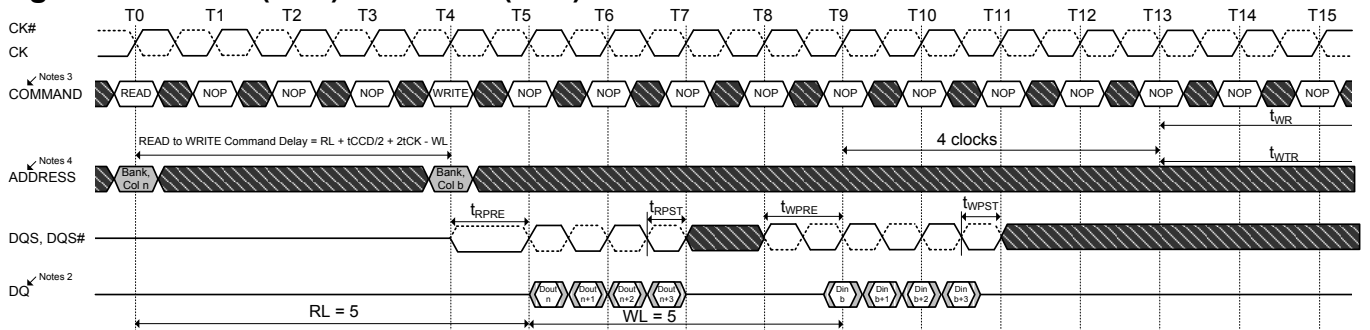 T0 T1 T2 T3 T4 T5 T6 T7 T8 T9 T10 T11 T12 T13 T14 T15
CK#
CK
Notes 3
COMMAND READ NOP NOP NOP WRITE NOP NOP NOP NOP NOP NOP NOP NOP NOP NOP NOP
tWR
READ to WRITE Command Delay = RL + tCCD/2 + 2tCK - WL
4 clocks
tWTR
Notes 4
ADDRESS
Bank, Col n
Bank, Col b
tRPRE tRPST tWPRE tWPST
DQS, DQS#
Notes 2
DQ
Dout n
Dout n+1
Dout n+2
Dout n+3
Din b
Din b+1
Din b+2
Din b+3
RL = 5
WL = 5